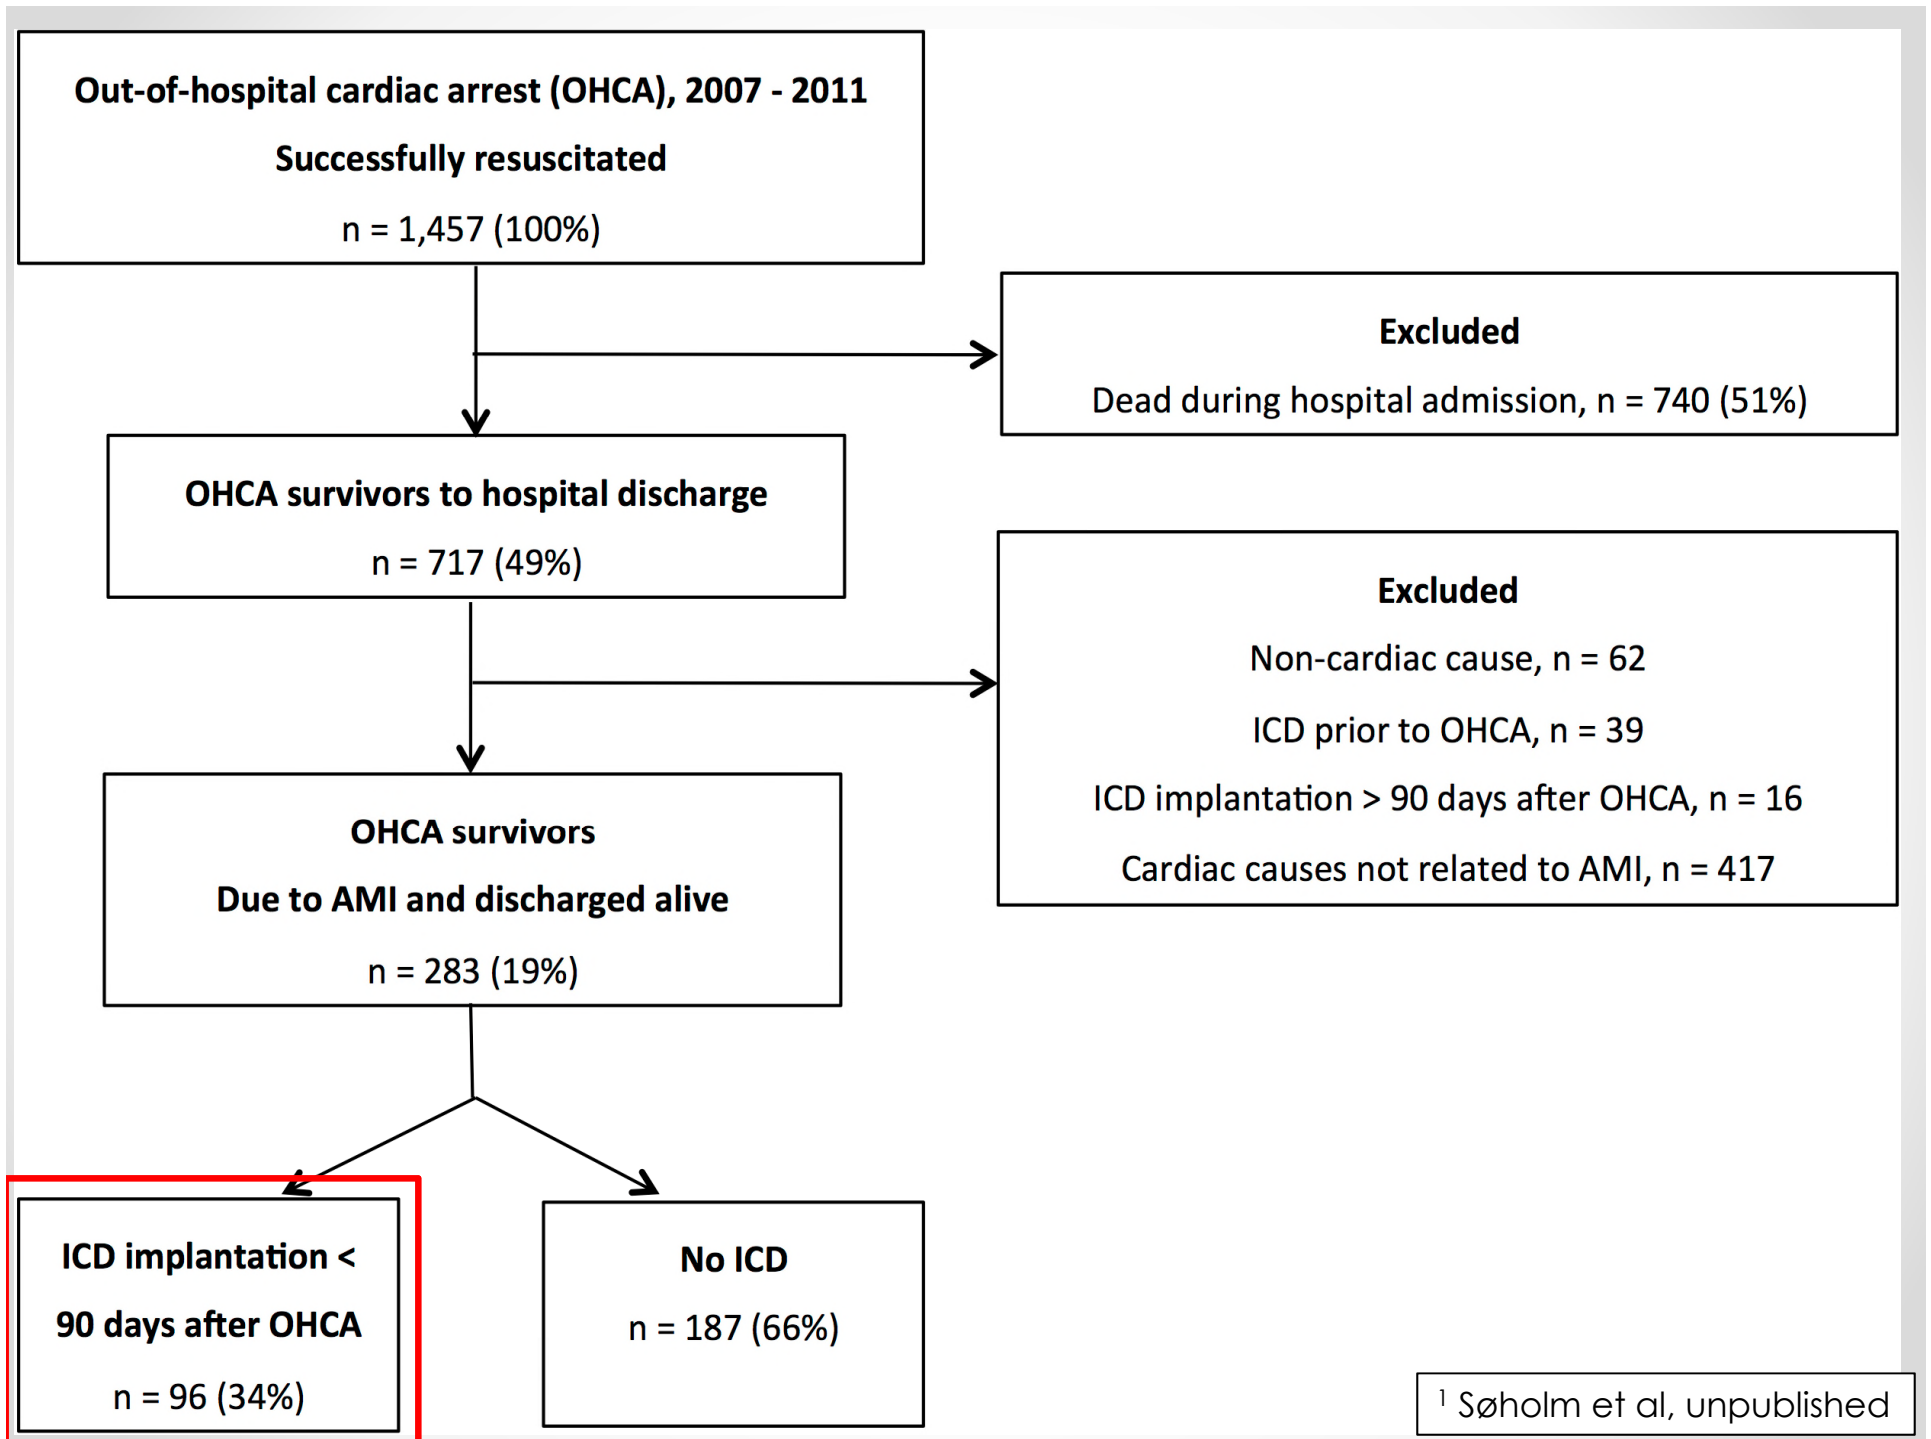 Out-of-hospital cardiac arrest (OHCA), 2007 - 2011
Successfully resuscitated
n = 1,457 (100%)
Excluded
Dead during hospital admission, n = 740 (51%)
OHCA survivors to hospital discharge
n = 717 (49%)
Excluded
Non-cardiac cause, n = 62
ICD prior to OHCA, n = 39
ICD implantation > 90 days after OHCA, n = 16
Cardiac causes not related to AMI, n = 417
OHCA survivors
Due to AMI and discharged alive
n = 283 (19%)
ICD implantation <
90 days after OHCA
n = 96 (34%)
No ICD
n = 187 (66%)
¹ Søholm et al, unpublished